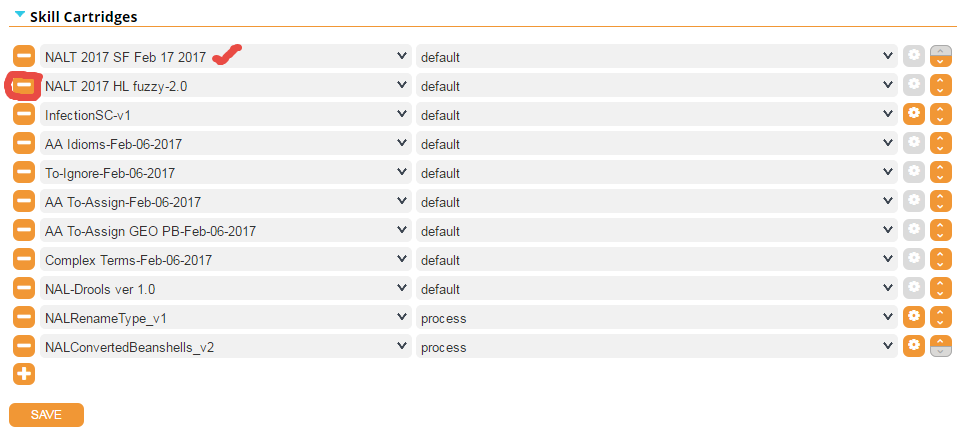 Skill Cartridges
NALT 2017 SF Feb 17 2017 default
NALT 2017 HL fuzzy-2.0 default
InfectionSC-v1 default
AA Idioms-Feb-06-2017 default
To-Ignore-Feb-06-2017 default
AA To-Assign-Feb-06-2017 default
AA To-Assign GEO PB-Feb-06-2017 default
Complex Terms-Feb-06-2017 default
NAL-Drools ver 1.0 default
NALRenameType_v1 process
NALConvertedBeanshells_v2 process
SAVE